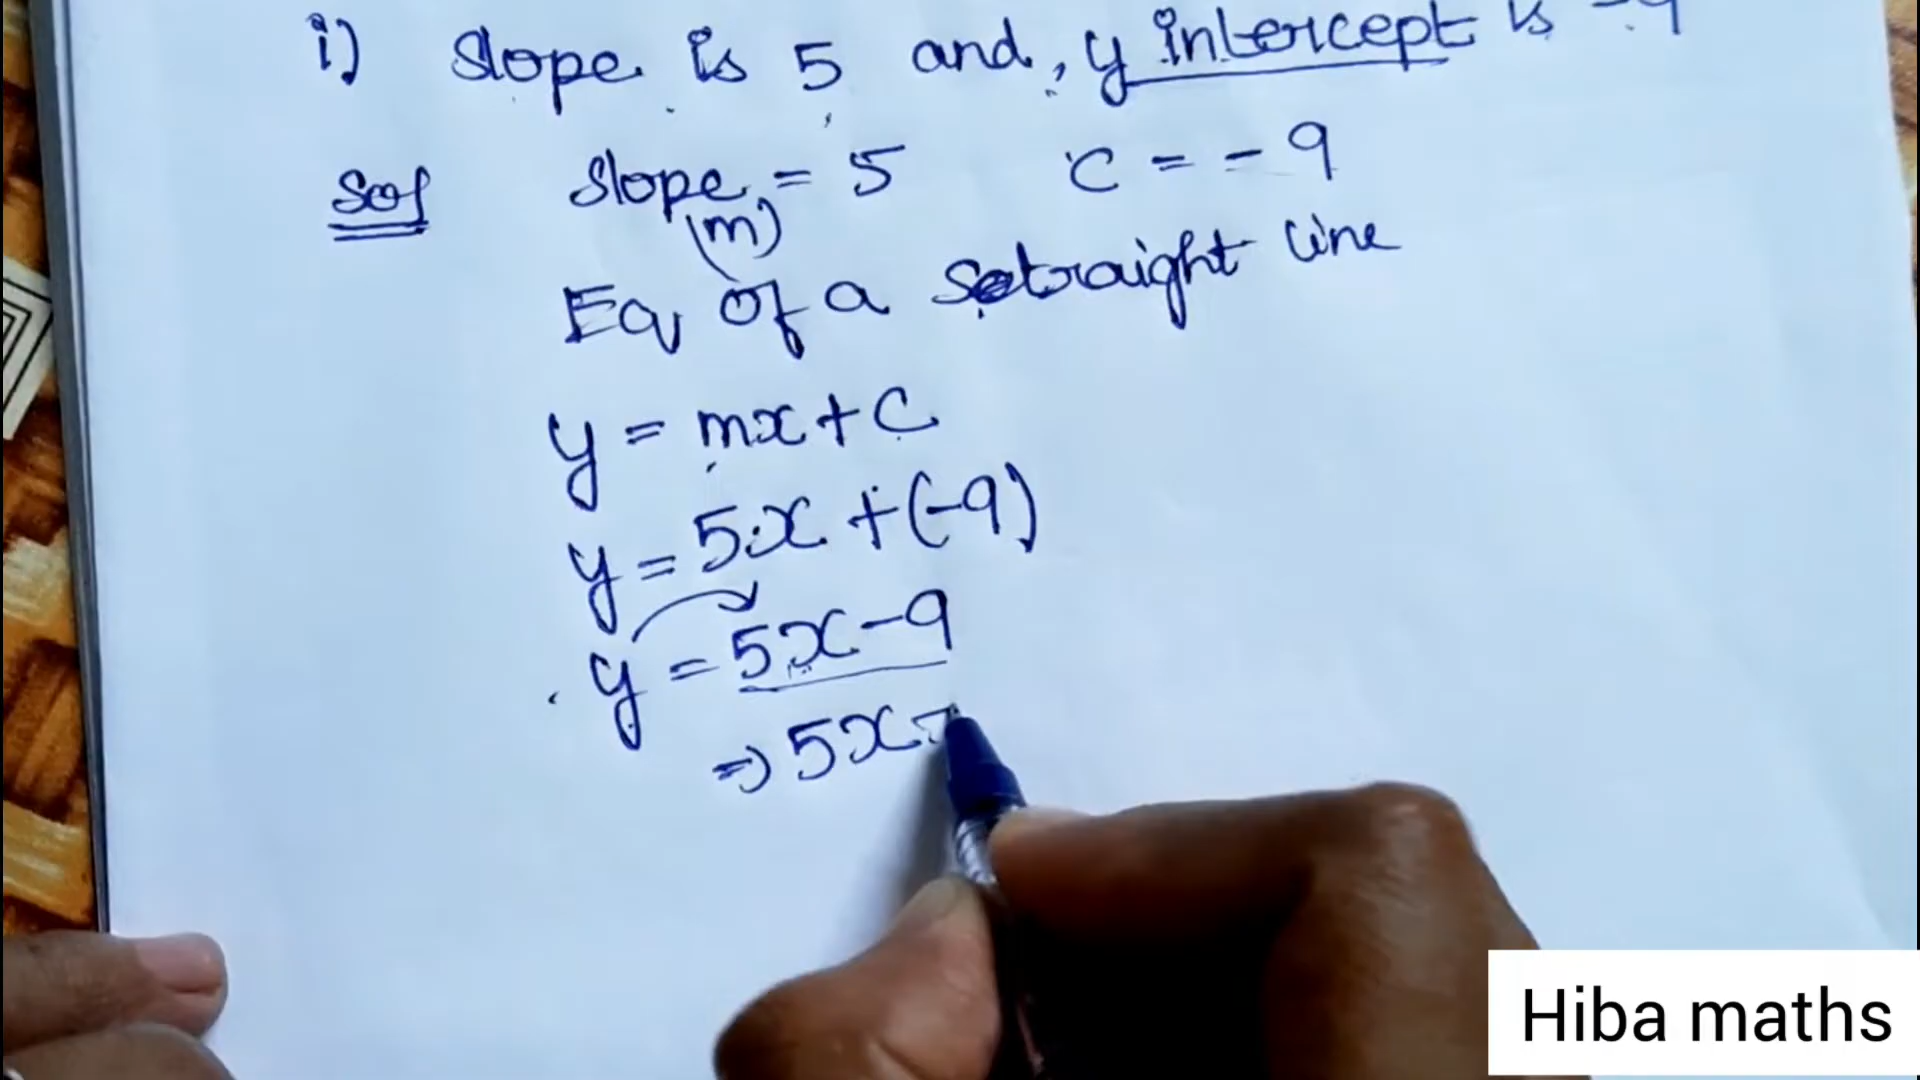 i) Slope is 5 and, y intercept is -9
Sol Slope = 5 C = - 9
(m)
Eq of a Straight line
y = mx + C
y = 5x + (-9)
y = 5x - 9
⇒ 5x -
Hiba maths